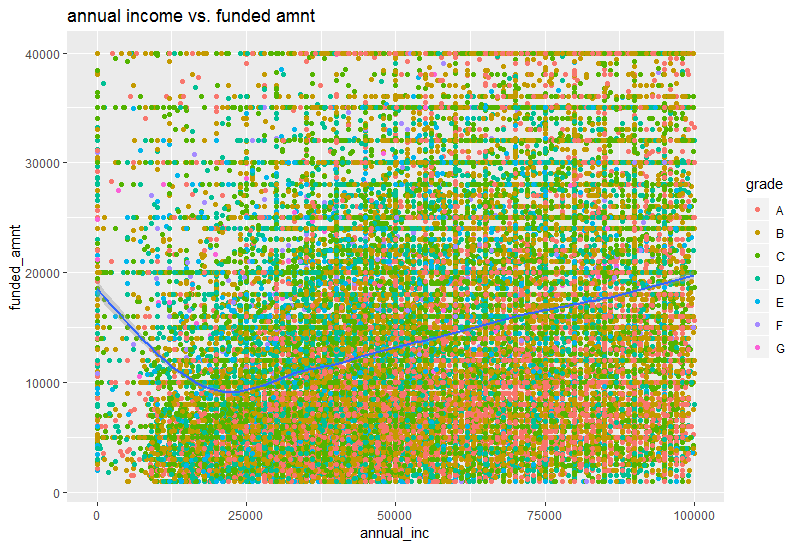 annual income vs. funded amnt
40000
30000
20000
10000
0
funded_amnt
0 25000 50000 75000 100000
annual_inc
grade
A
B
C
D
E
F
G